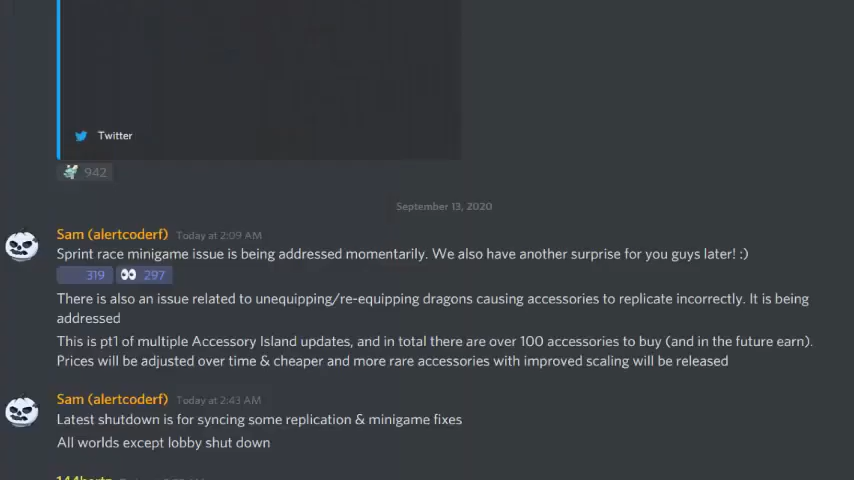 Twitter
942
September 13, 2020
Sam (alertcoderf) Today at 2:09 AM
Sprint race minigame issue is being addressed momentarily. We also have another surprise for you guys later! :)
319 297
There is also an issue related to unequipping/re-equipping dragons causing accessories to replicate incorrectly. It is being
addressed
This is pt1 of multiple Accessory Island updates, and in total there are over 100 accessories to buy (and in the future earn).
Prices will be adjusted over time & cheaper and more rare accessories with improved scaling will be released
Sam (alertcoderf) Today at 2:43 AM
Latest shutdown is for syncing some replication & minigame fixes
All worlds except lobby shut down